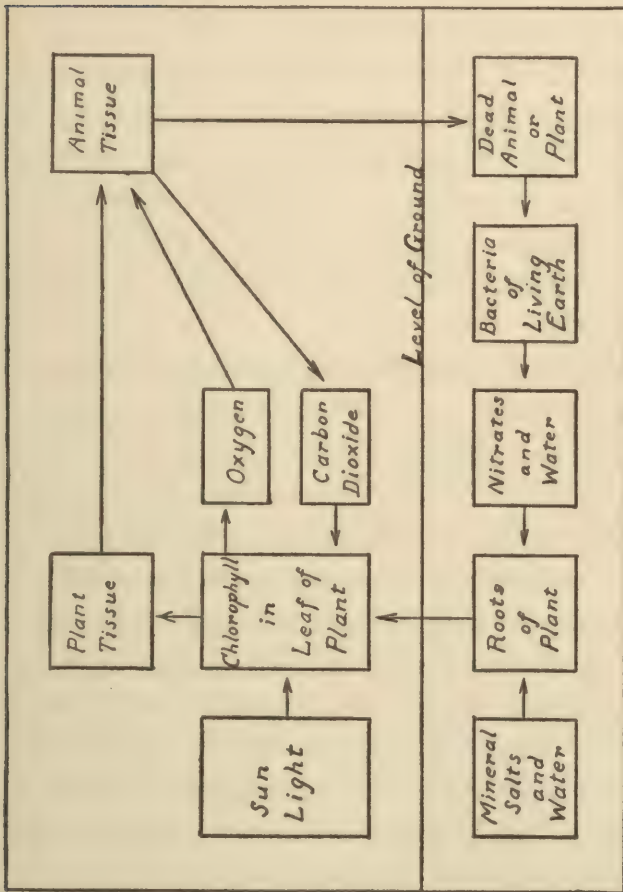 Plant
Tissue
Animal
Tissue
Sun
Light
Chlorophyll
in
Leaf of
Plant
Oxygen
Carbon
Dioxide
Level of Ground
Mineral
Salts
and
Water
Roots
of
Plant
Nitrates
and
Water
Bacteria
of
Living
Earth
Dead
Animal
or
Plant